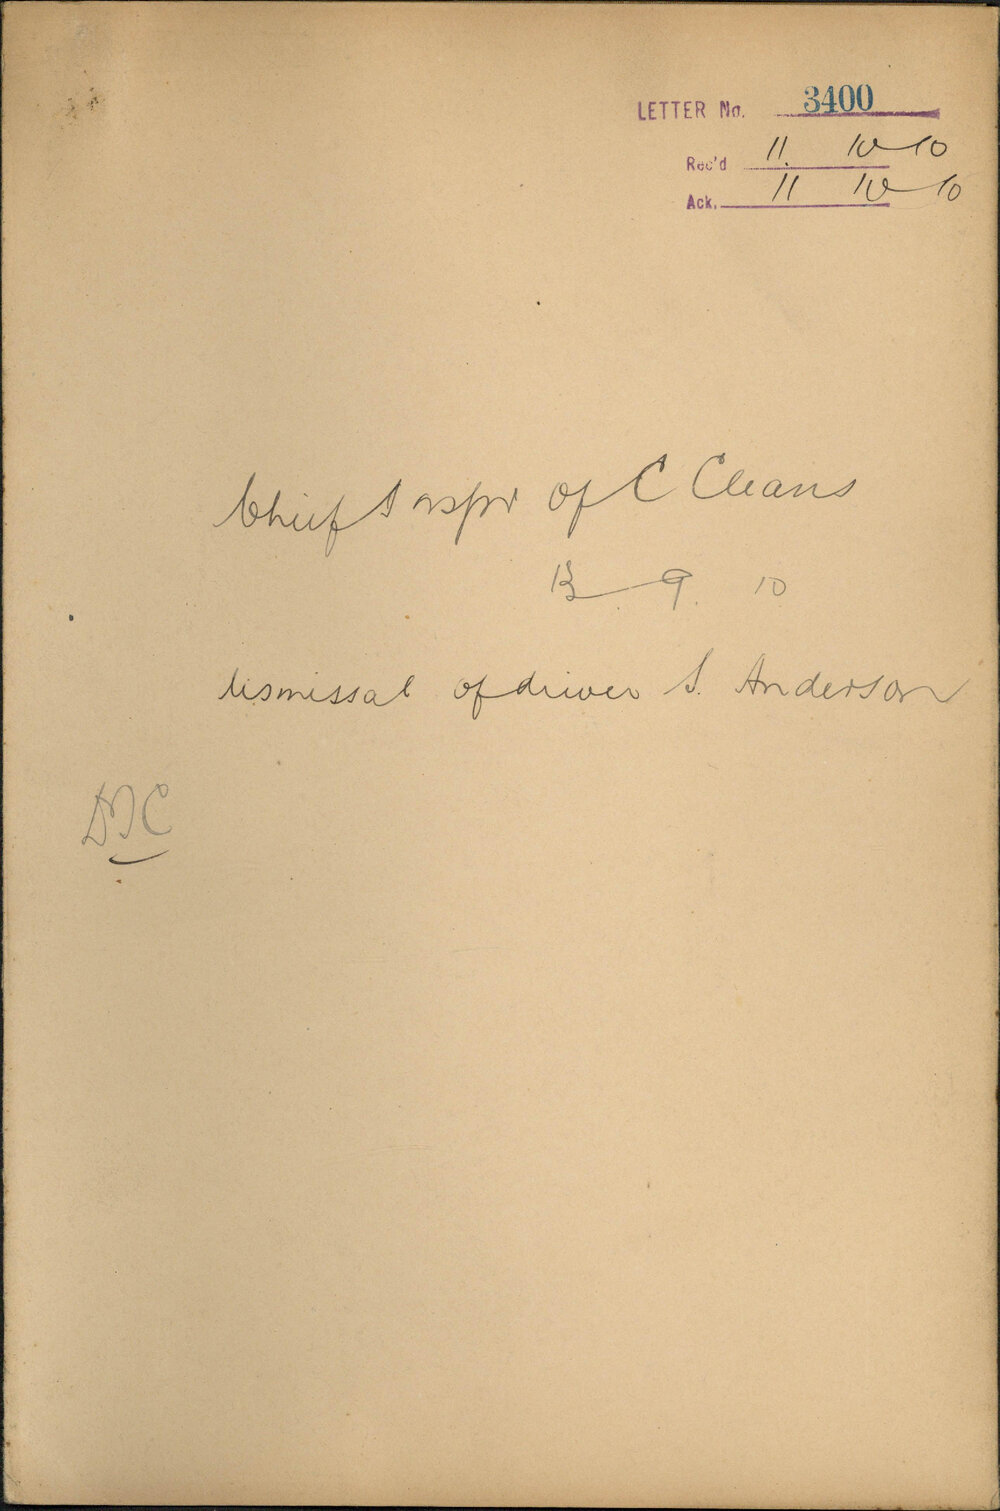 LETTER No. 3400
Rec'd 11. 10 10
Ack. 11 10 10
Chief Inspr of C Cleans
13 9. 10
Dismissal of driver S. Anderson